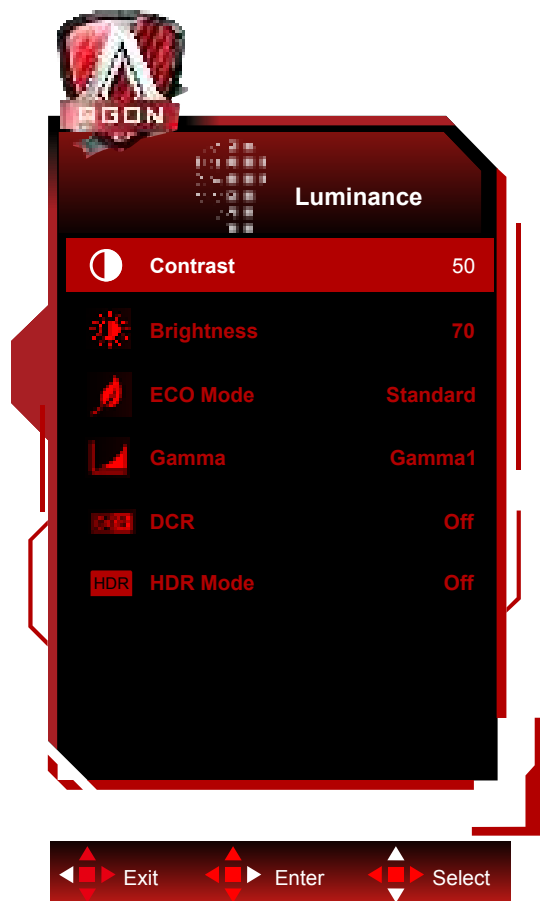 AGON
Luminance
Contrast 50
Brightness 70
ECO Mode Standard
Gamma Gamma1
DCR Off
HDR HDR Mode Off
Exit Enter Select